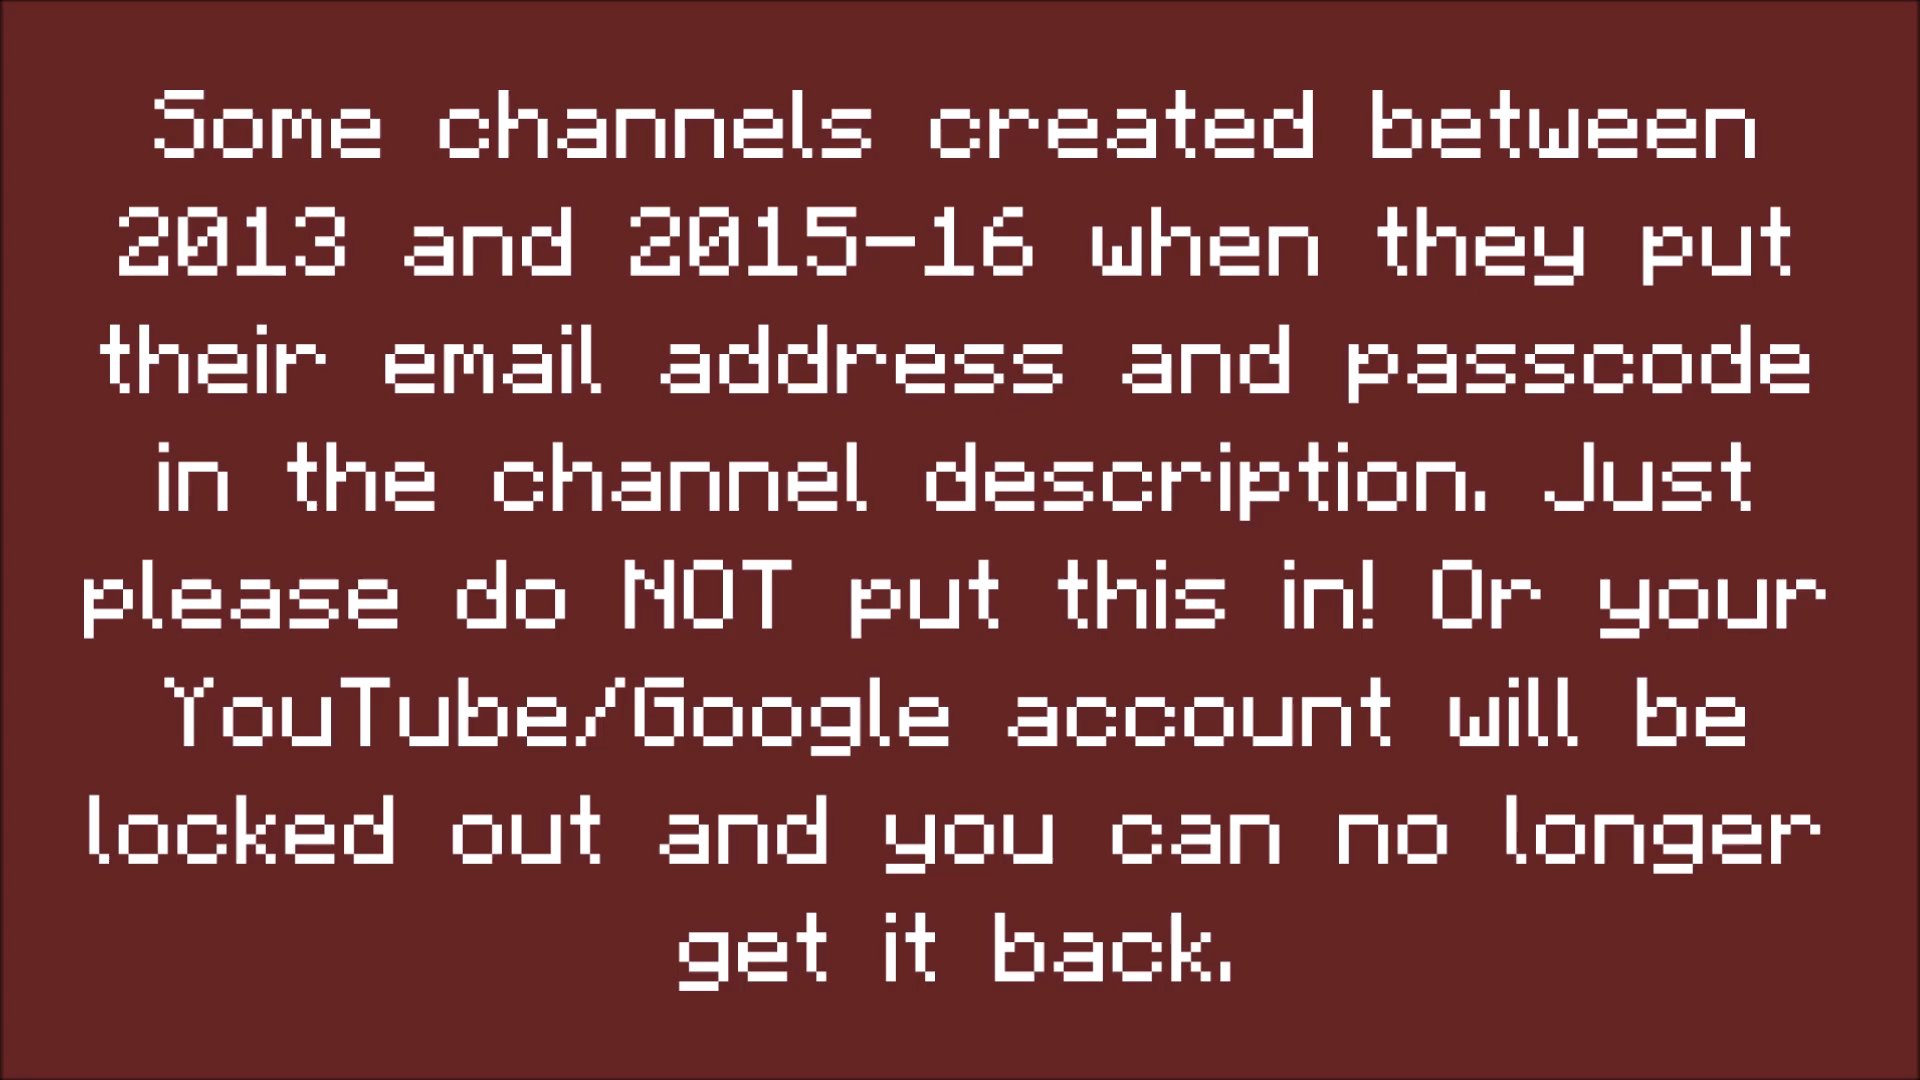 Some channels created between
2013 and 2015-16 when they put
their email address and passcode
in the channel description. Just
please do NOT put this in! Or your
YouTube/Google account will be
locked out and you can no longer
get it back.